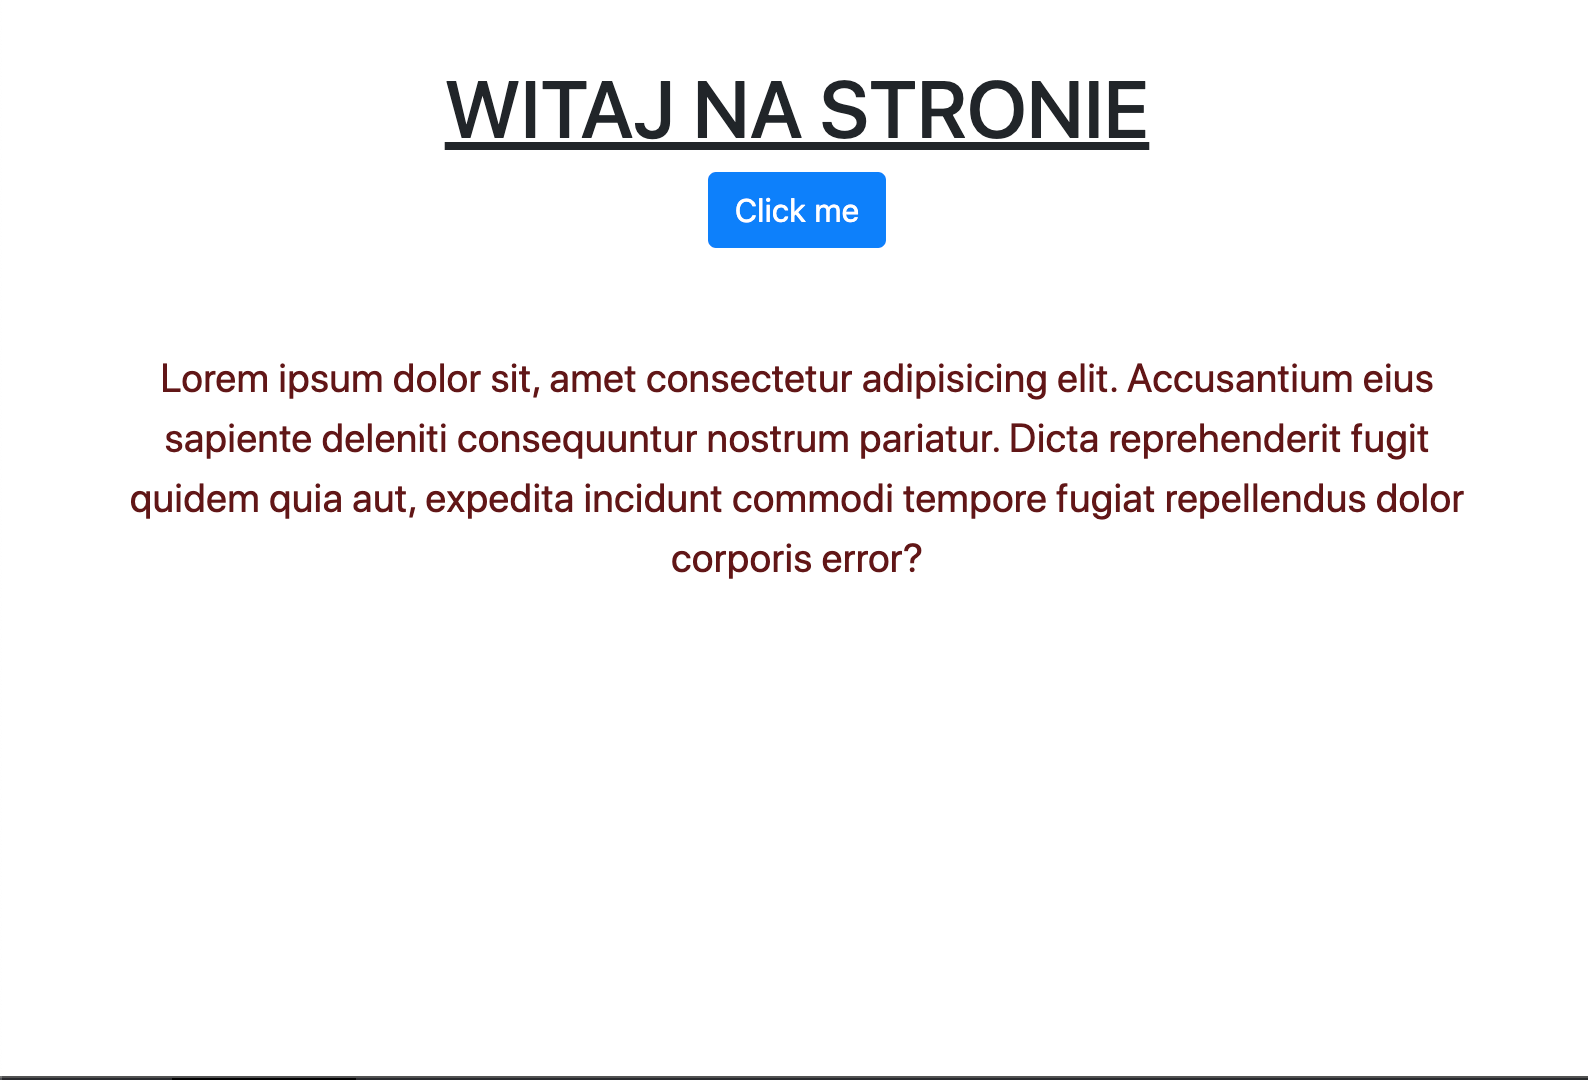 WITAJ NA STRONIE
Click me
Lorem ipsum dolor sit, amet consectetur adipisicing elit. Accusantium eius
sapiente deleniti consequuntur nostrum pariatur. Dicta reprehenderit fugit
quidem quia aut, expedita incidunt commodi tempore fugiat repellendus dolor
corporis error?